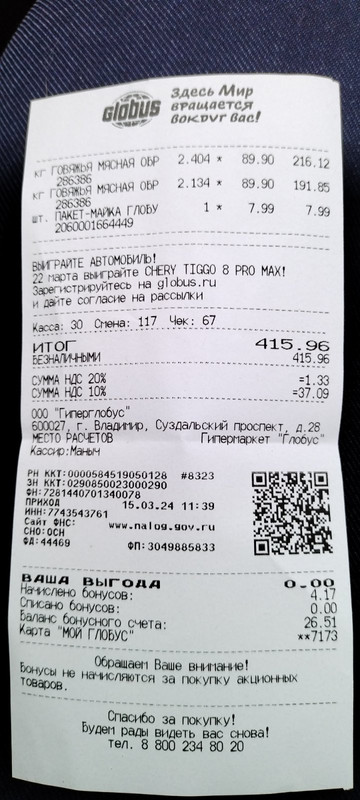 GLOBUS
Здесь Мир
вращается
вокруг вас!
кг ГОВЯЖЬЯ МЯСНАЯ ОБР 2.404 * 89.90 216.12
286386
кг ГОВЯЖЬЯ МЯСНАЯ ОБР 2.134 * 89.90 191.85
286386
шт. ПАКЕТ-МАЙКА ГЛОБУ 1 * 7.99 7.99
2060001664449
ВЫИГРАЙТЕ АВТОМОБИЛЬ!
22 марта выиграйте CHERY TIGGO 8 PRO MAX!
Зарегистрируйтесь на globus.ru
и дайте согласие на рассылки
Касса: 30 Смена: 117 Чек: 67
ИТОГ 415.96
БЕЗНАЛИЧНЫМИ 415.96
СУММА НДС 20% =1.33
СУММА НДС 10% =37.09
ООО "Гиперглобус"
600027, г. Владимир, Суздальский проспект, д.28
МЕСТО РАСЧЕТОВ Гипермаркет "Глобус"
Кассир:Маныч
РН ККТ:0000584519050128 #8323
ЗН ККТ:0290850023000290
ФН:7281440701340078
ПРИХОД 15.03.24 11:39
ИНН:7743543761
Сайт ФНС: www.nalog.gov.ru
СНО:ОСН
ФД:44469 ФП:3049885833
ВАША ВЫГОДА 0.00
Начислено бонусов: 4.17
Списано бонусов: 0.00
Баланс бонусного счета: 26.51
Карта "МОЙ ГЛОБУС" **7173
Обращаем Ваше внимание!
Бонусы не начисляются за покупку акционных
товаров.
Спасибо за покупку!
Будем рады видеть вас снова!
тел. 8 800 234 80 20